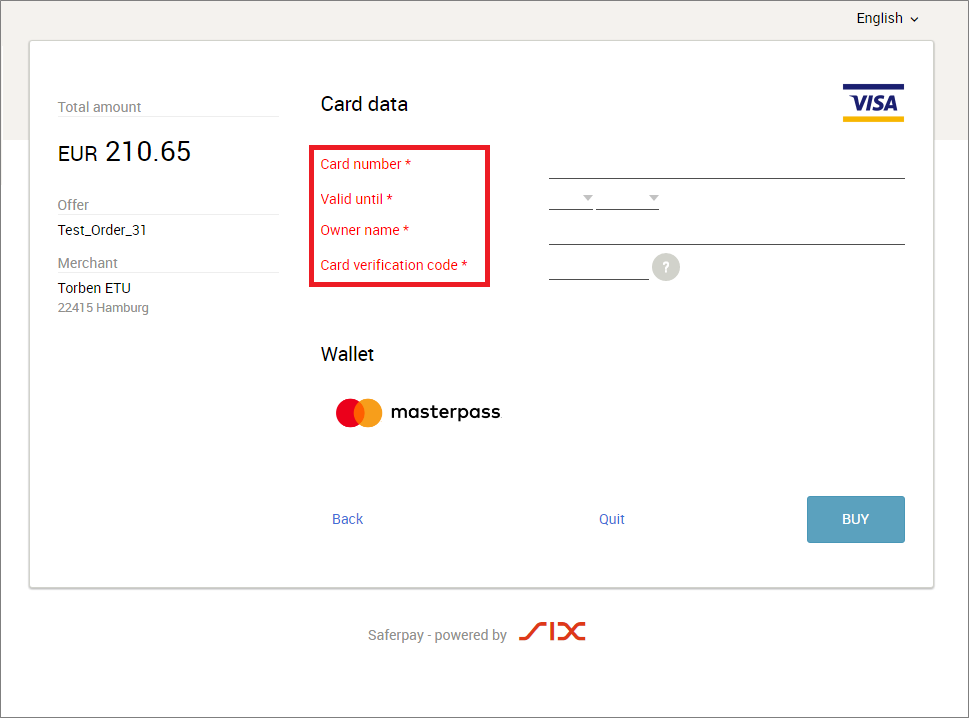 English
Total amount
EUR 210.65
Offer
Test_Order_31
Merchant
Torben ETU
22415 Hamburg
Card data
VISA
Card number *
Valid until *
Owner name *
Card verification code *
?
Wallet
masterpass
Back
Quit
BUY
Saferpay - powered by SIX